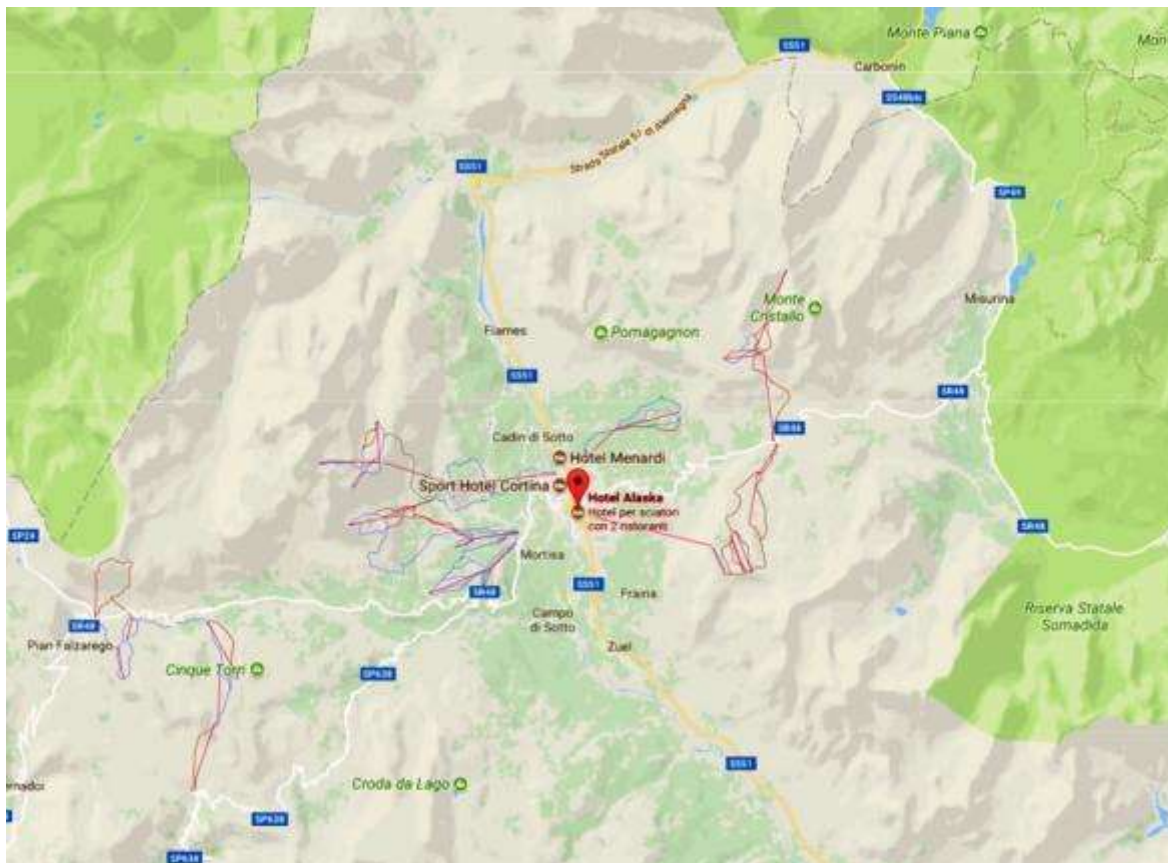 Monte Piana
SS51
Mon
Carbonin
SS48bis
Strada Statale 51 di Alemagna
SS51
SP49
Misurina
Monte
Cristallo
Fiames
Pomagagnon
SS51
SR48
SR48
Cadin di Sotto
Hotel Menardi
Sport Hotel Cortina
Hotel Alaska
Hotel per sciatori
con 2 ristoranti
SP24
SR48
Mortisa
SS51
SR48
Fraina
Campo
di Sotto
Riserva Statale
Somadida
SR48
Pian Falzarego
Zuel
Cinque Torri
SP638
SS51
Croda da Lago
SP638
SP638